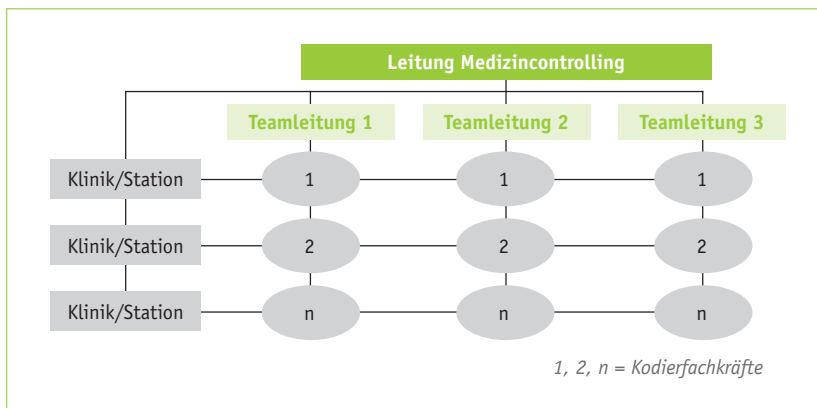 Leitung Medizincontrolling
Teamleitung 1 Teamleitung 2 Teamleitung 3
Klinik/Station 1 1 1
Klinik/Station 2 2 2
Klinik/Station n n n
1, 2, n = Kodierfachkräfte